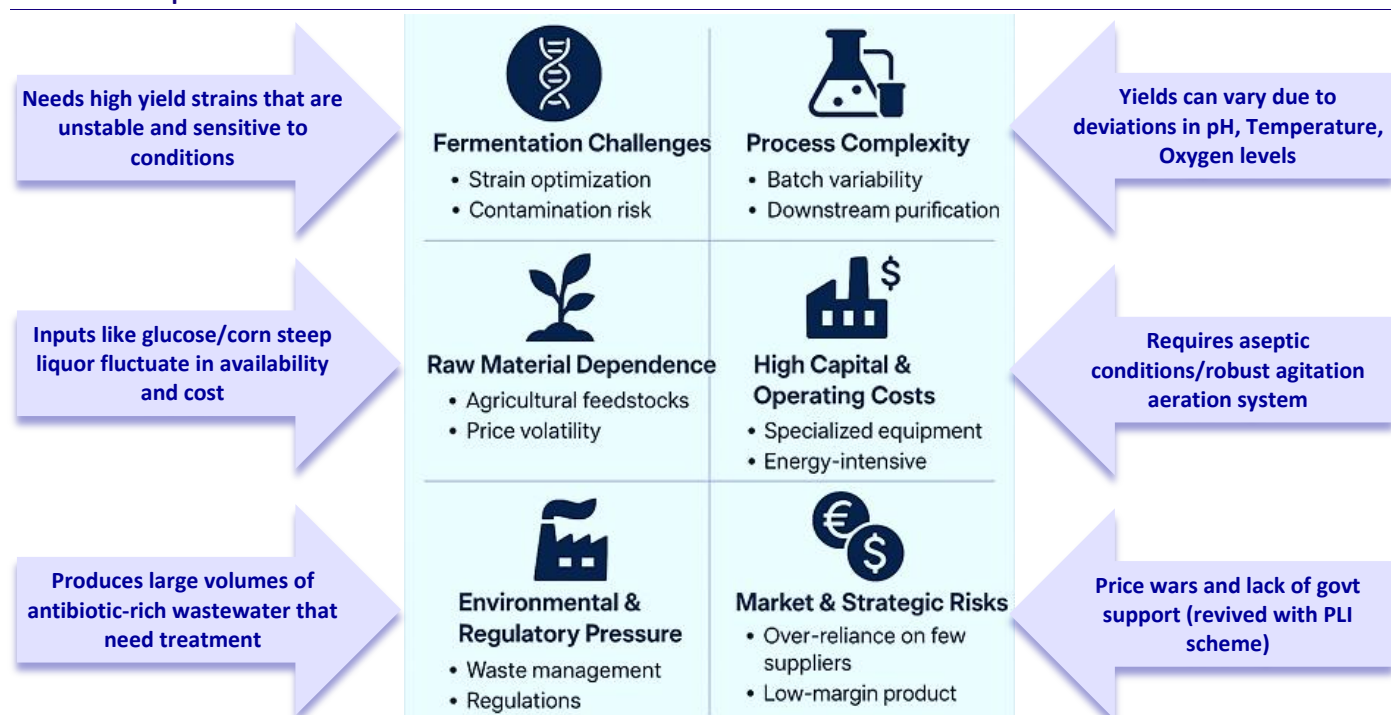 Needs high yield strains that are
unstable and sensitive to
conditions
Fermentation Challenges
• Strain optimization
• Contamination risk
Process Complexity
• Batch variability
• Downstream purification
Yields can vary due to
deviations in pH, Temperature,
Oxygen levels
Inputs like glucose/corn steep
liquor fluctuate in availability
and cost
Raw Material Dependence
• Agricultural feedstocks
• Price volatility
$
High Capital &
Operating Costs
• Specialized equipment
• Energy-intensive
Requires aseptic
conditions/robust agitation
aeration system
Produces large volumes of
antibiotic-rich wastewater that
need treatment
Environmental &
Regulatory Pressure
• Waste management
• Regulations
€
$
Market & Strategic Risks
• Over-reliance on few
suppliers
• Low-margin product
Price wars and lack of govt
support (revived with PLI
scheme)